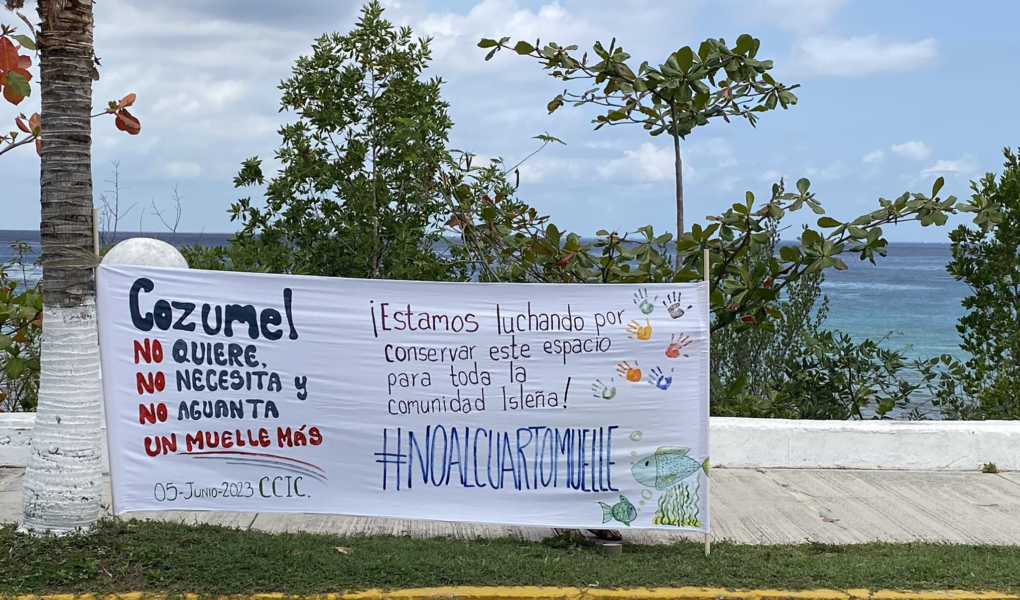 Cozumel
NO QUIERE,
NO NECESITA y
NO AGUANTA
UN MUELLE MÁS
05-JUNIO-2023 CCIC.
¡Estamos luchando por
conservar este espacio
para toda la
comunidad Isleña!
#NOALCUARTOMUELLE